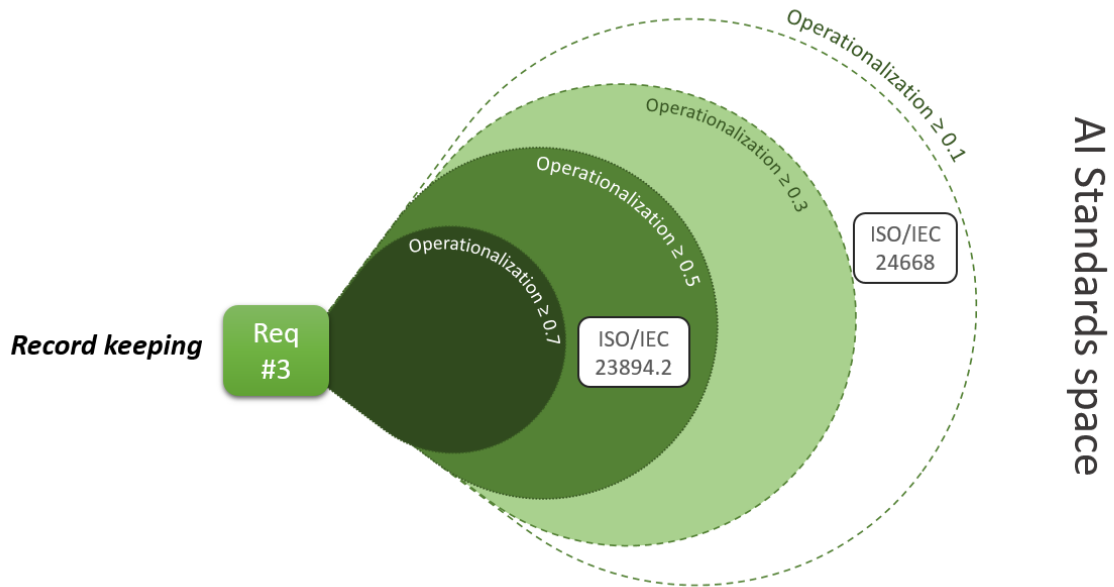 Operationalization ≥ 0.1
Operationalization ≥ 0.3
Operationalization ≥ 0.5
Operationalization ≥ 0.7
Record keeping
Req
#3
ISO/IEC
23894.2
ISO/IEC
24668
AI Standards space